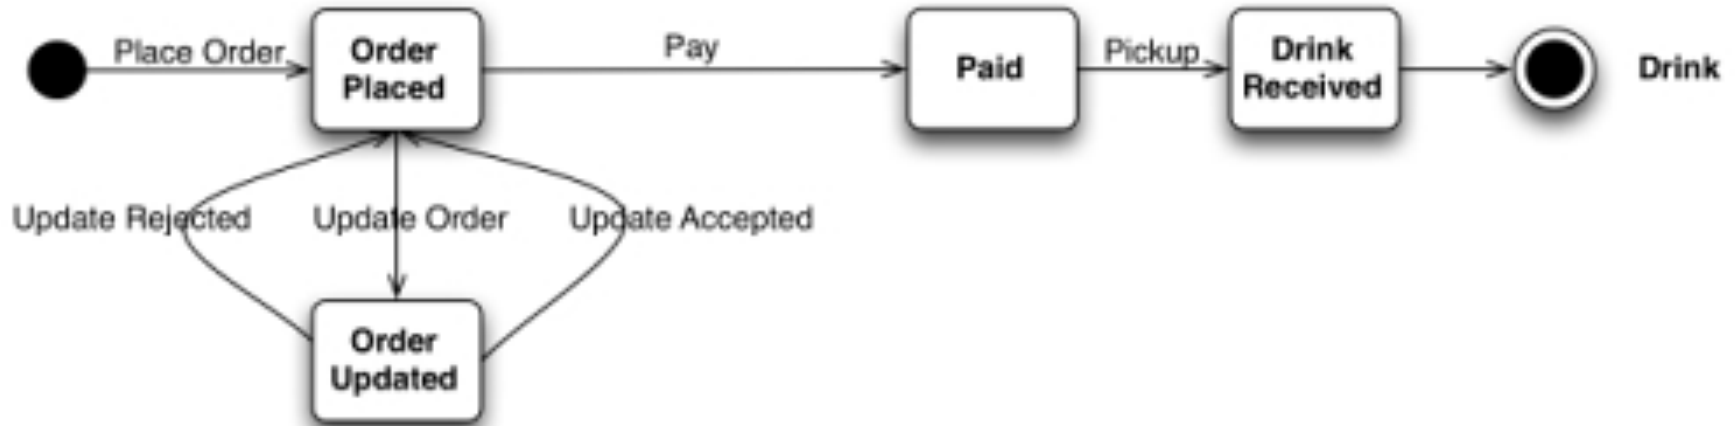 Place Order
Order
Placed
Pay
Paid
Pickup
Drink
Received
Drink
Update Rejected
Update Order
Update Accepted
Order
Updated